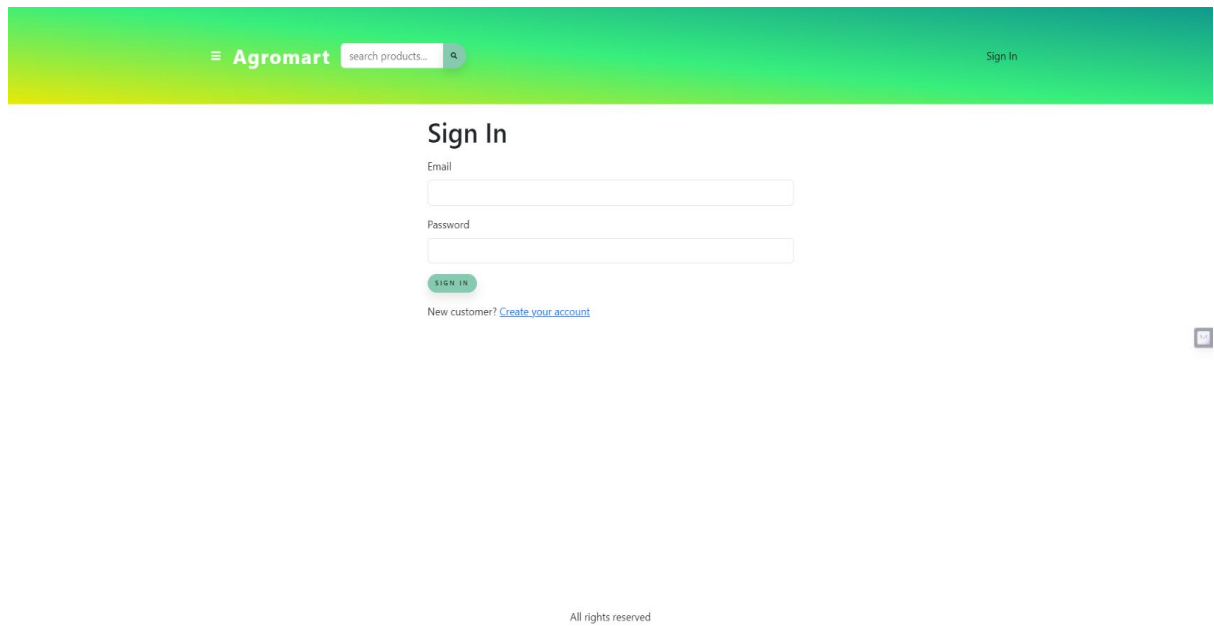 Agromart search products... Sign In
Sign In
Email
Password
SIGN IN
New customer? Create your account
All rights reserved